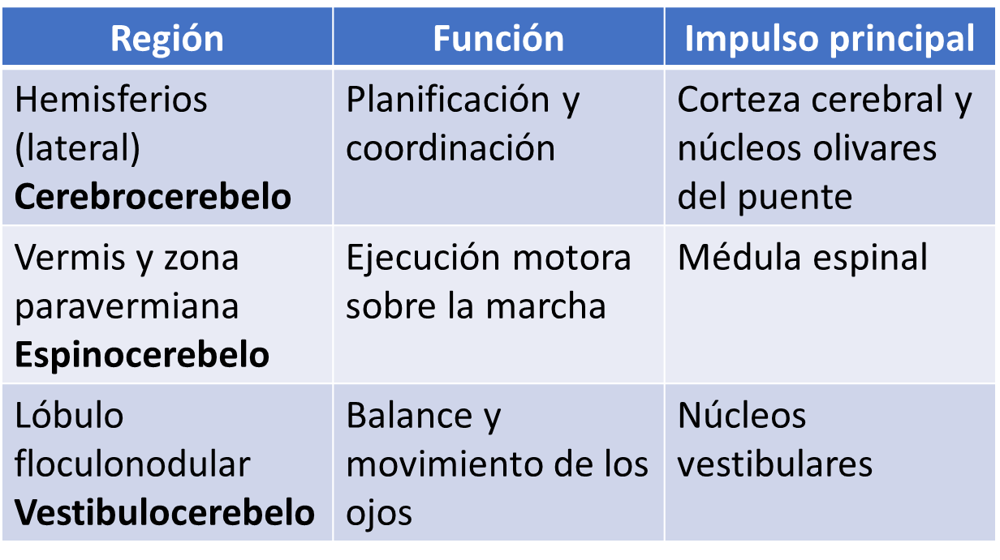 Región
Función
Impulso principal
Hemisferios
(lateral)
Cerebrocerebelo
Planificación y
coordinación
Corteza cerebral y
núcleos olivares
del puente
Vermis y zona
paravermiana
Espinocerebelo
Ejecución motora
sobre la marcha
Médula espinal
Lóbulo
floculonodular
Vestibulocerebelo
Balance y
movimiento de los
ojos
Núcleos
vestibulares